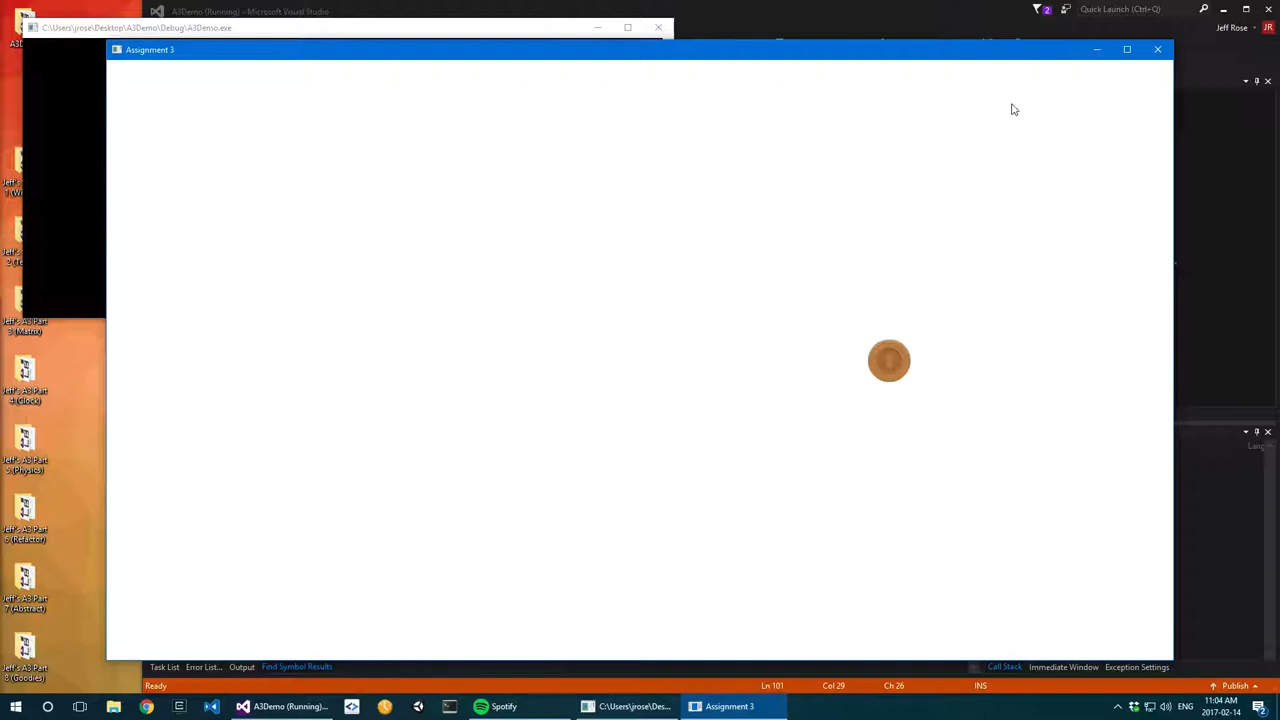 A3Demo (Running) - Microsoft Visual Studio
2
Quick Launch (Ctrl+Q)
C:\Users\jrose\Desktop\A3Demo\Debug\A3Demo.exe
Jeff Rose
JR
Assignment 3
Jeff's A3 Part
3 (Matrix)
Jeff's A3 Part
4 (Clock)
Jeff's A3 Part
5 (Physics)
Jeff's A3 Part
6 (Refactor)
Jeff's A3 Part
7 (Abstract)
Jeff's A3 Part
8 (Goodies)
Task List
Error List...
Output
Find Symbol Results
Call Stack
Immediate Window
Exception Settings
Ready
Ln 101
Col 29
Ch 26
INS
Publish
A3Demo (Running)...
Spotify
C:\Users\jrose\Des...
Assignment 3
ENG
11:04 AM
2017-02-14
2